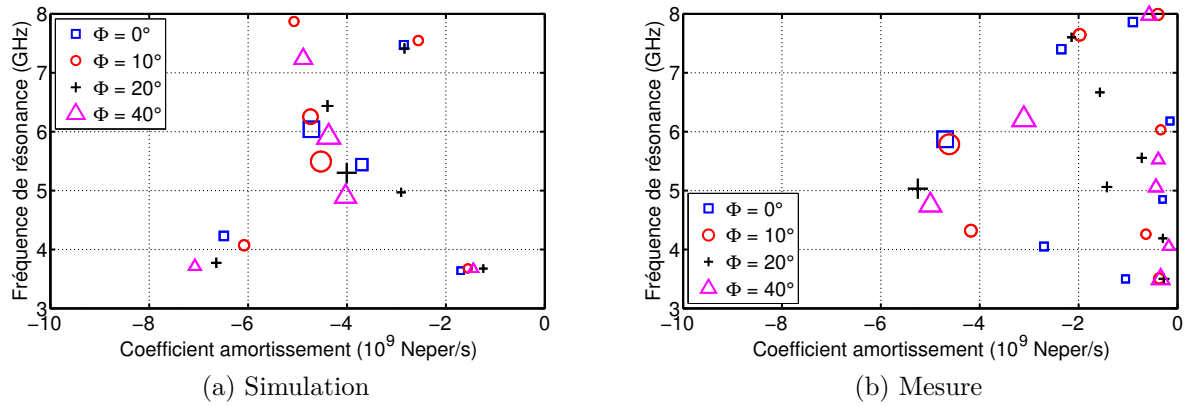 8
7
6
5
4
3
Fréquence de résonance (GHz)
Φ = 0°
Φ = 10°
Φ = 20°
Φ = 40°
−10
−8
−6
−4
−2
0
Coefficient amortissement (10⁹ Neper/s)
(a) Simulation
8
7
6
5
4
3
Fréquence de résonance (GHz)
Φ = 0°
Φ = 10°
Φ = 20°
Φ = 40°
−10
−8
−6
−4
−2
0
Coefficient amortissement (10⁹ Neper/s)
(b) Mesure